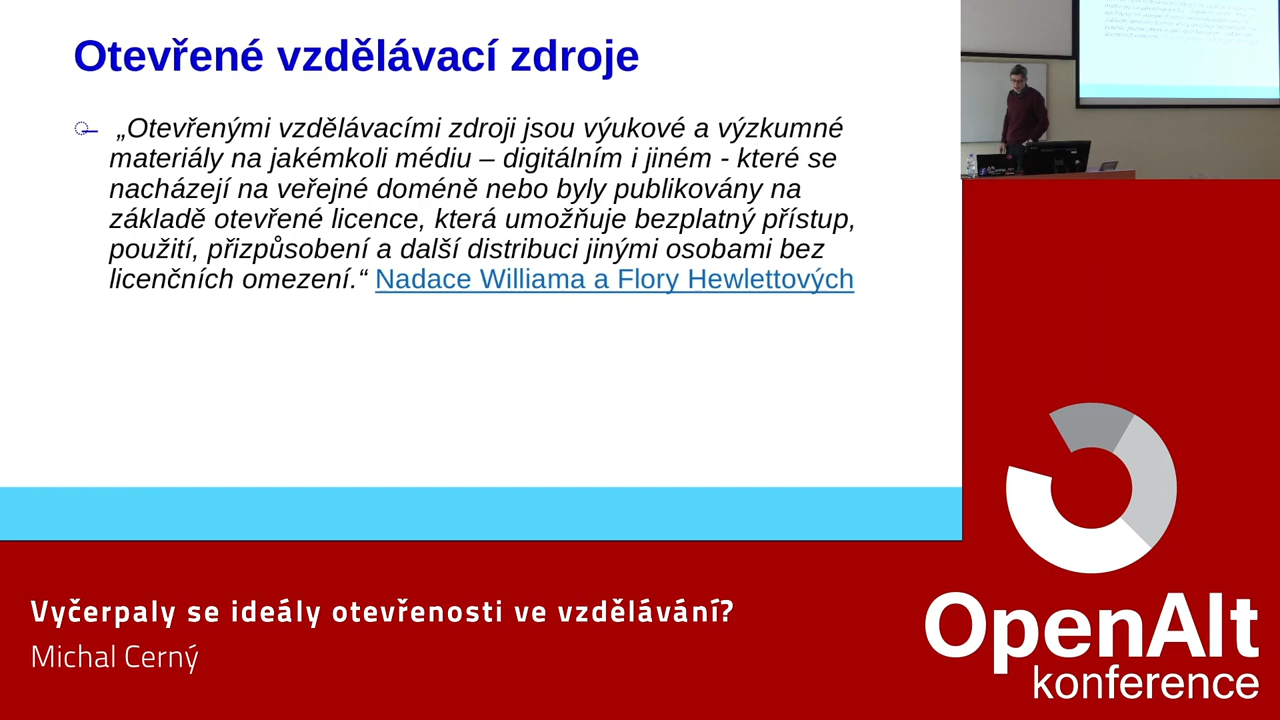 Otevřené vzdělávací zdroje
„Otevřenými vzdělávacími zdroji jsou výukové a výzkumné
materiály na jakémkoli médiu – digitálním i jiném - které se
nacházejí na veřejné doméně nebo byly publikovány na
základě otevřené licence, která umožňuje bezplatný přístup,
použití, přizpůsobení a další distribuci jinými osobami bez
licenčních omezení.“ Nadace Williama a Flory Hewlettových
Vyčerpaly se ideály otevřenosti ve vzdělávání?
Michal Cerný
OpenAlt
konference